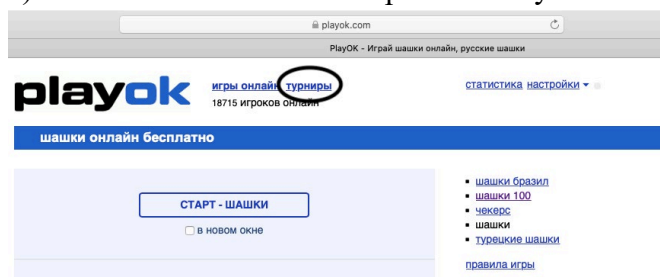 playok.com
PlayOK - Играй шашки онлайн, русские шашки
playok
игры онлайн турниры
18715 игроков онлайн
статистика настройки
шашки онлайн бесплатно
СТАРТ - ШАШКИ
в новом окне
шашки бразил
шашки 100
чекерс
шашки
турецкие шашки
правила игры